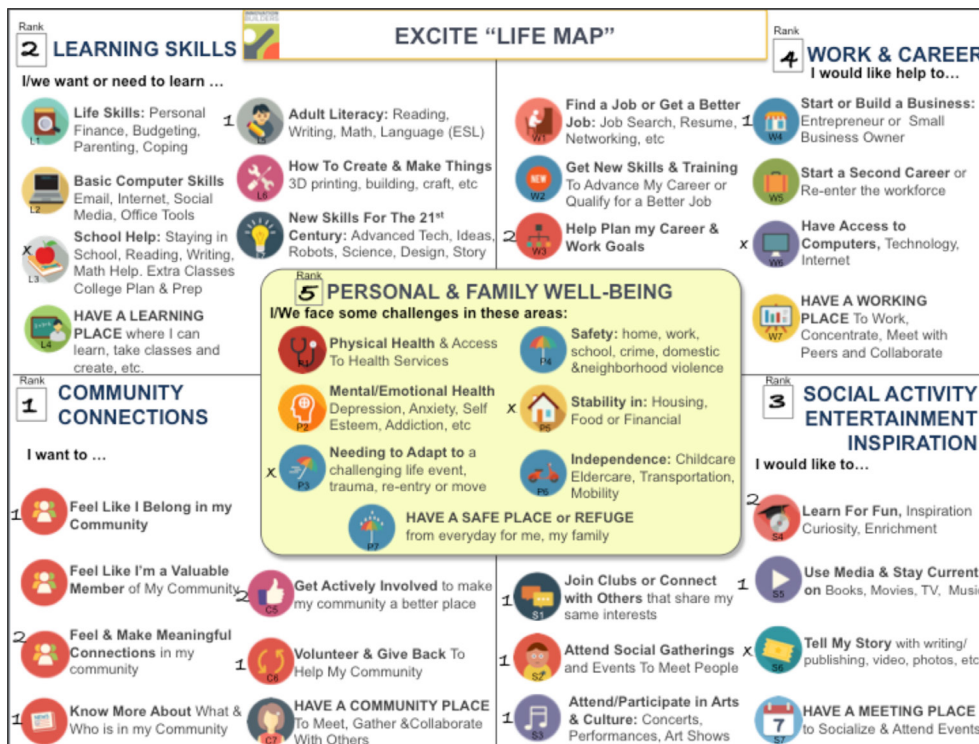 INNOVATION
BUILDERS
EXCITE “LIFE MAP”
Rank
2 LEARNING SKILLS
I/we want or need to learn …
L1
Life Skills: Personal
Finance, Budgeting,
Parenting, Coping
L2
Basic Computer Skills
Email, Internet, Social
Media, Office Tools
x
L3
School Help: Staying in
School, Reading, Writing,
Math Help. Extra Classes
College Plan & Prep
L4
HAVE A LEARNING
PLACE where I can
learn, take classes and
create, etc.
1
L5
Adult Literacy: Reading,
Writing, Math, Language (ESL)
L6
How To Create & Make Things
3D printing, building, craft, etc
L7
New Skills For The 21st
Century: Advanced Tech, Ideas,
Robots, Science, Design, Story
Rank
4 WORK & CAREER
I would like help to…
W1
Find a Job or Get a Better
Job: Job Search, Resume,
Networking, etc
NEW
W2
Get New Skills & Training
To Advance My Career or
Qualify for a Better Job
2
W3
Help Plan my Career &
Work Goals
1
W4
Start or Build a Business:
Entrepreneur or Small
Business Owner
W5
Start a Second Career or
Re-enter the workforce
x
W6
Have Access to
Computers, Technology,
Internet
W7
HAVE A WORKING
PLACE To Work,
Concentrate, Meet with
Peers and Collaborate
Rank
5 PERSONAL & FAMILY WELL-BEING
I/We face some challenges in these areas:
P1
Physical Health & Access
To Health Services
P2
Mental/Emotional Health
Depression, Anxiety, Self
Esteem, Addiction, etc
x
P3
Needing to Adapt to a
challenging life event,
trauma, re-entry or move
P4
Safety: home, work,
school, crime, domestic
&neighborhood violence
x
P5
Stability in: Housing,
Food or Financial
P6
Independence: Childcare
Eldercare, Transportation,
Mobility
P7
HAVE A SAFE PLACE or REFUGE
from everyday for me, my family
Rank
1 COMMUNITY
CONNECTIONS
I want to …
1
Feel Like I Belong in my
Community
Feel Like I’m a Valuable
Member of My Community
2
Feel & Make Meaningful
Connections in my
community
1
NEWS
Know More About What &
Who is in my Community
2
C5
Get Actively Involved to make
my community a better place
1
C6
Volunteer & Give Back To
Help My Community
C7
HAVE A COMMUNITY PLACE
To Meet, Gather &Collaborate
With Others
Rank
3 SOCIAL ACTIVITY
ENTERTAINMENT
INSPIRATION
I would like to…
1
S1
Join Clubs or Connect
with Others that share my
same interests
1
S2
Attend Social Gatherings
and Events To Meet People
1
S3
Attend/Participate in Arts
& Culture: Concerts,
Performances, Art Shows
2
S4
Learn For Fun, Inspiration
Curiosity, Enrichment
1
S5
Use Media & Stay Current
on Books, Movies, TV, Music
x
S6
Tell My Story with writing/
publishing, video, photos, etc
7
S7
HAVE A MEETING PLACE
to Socialize & Attend Events